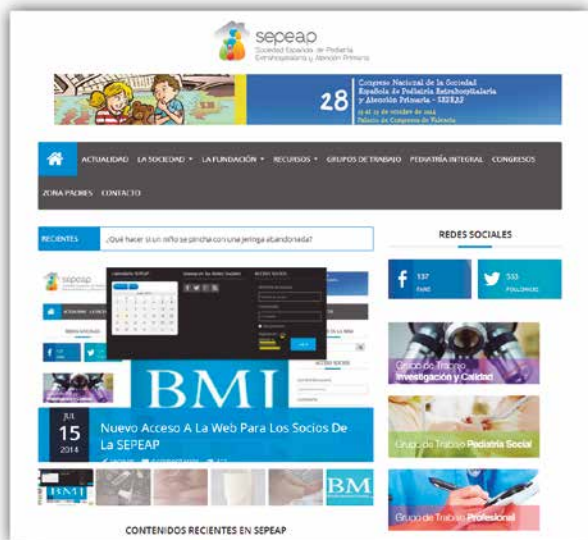 sepeap
Sociedad Española de Pediatría
Extrahospitalaria y Atención Primaria
28
Congreso Nacional de la Sociedad
Española de Pediatría Extrahospitalaria
y Atención Primaria - SEPEAP
Palacio de Congresos de Valencia
ACTUALIDAD LA SOCIEDAD LA FUNDACIÓN RECURSOS GRUPOS DE TRABAJO PEDIATRÍA INTEGRAL CONGRESOS
ZONA PADRES CONTACTO
RECIENTES ¿Qué hacer si un niño se pincha con una jeringa abandonada?
REDES SOCIALES
137
FANS
533
FOLLOWERS
sepeap
BMJ
JUL
15
2014
Nuevo Acceso A La Web Para Los Socios De
La SEPEAP
BMJ
BM
Grupo de Trabajo
Investigación y Calidad
Grupo de Trabajo Pediatría Social
Grupo de Trabajo Profesional
CONTENIDOS RECIENTES EN SEPEAP